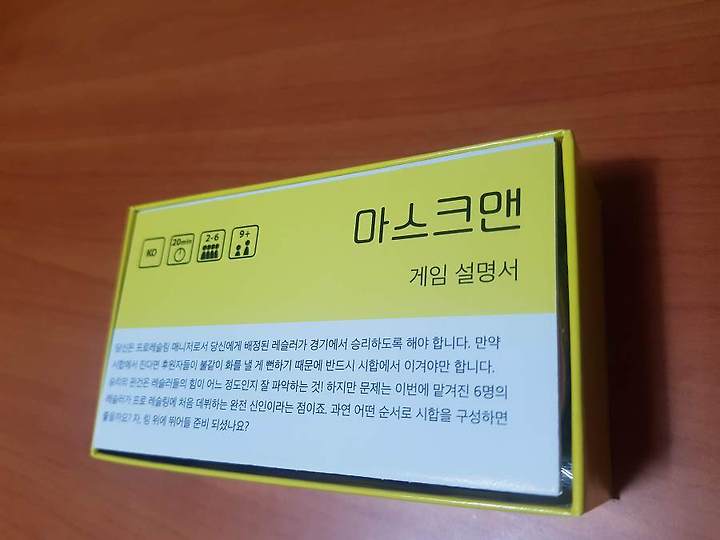 KO
20min
2-6
9+
마스크맨
게임 설명서
당신은 프로레슬링 매니저로서 당신에게 배정된 레슬러가 경기에서 승리하도록 해야 합니다. 만약
시합에서 진다면 후원자들이 불같이 화를 낼 게 뻔하기 때문에 반드시 시합에서 이겨야만 합니다.
승리의 관건은 레슬러들의 힘이 어느 정도인지 잘 파악하는 것! 하지만 문제는 이번에 맡겨진 6명의
레슬러가 프로 레슬링에 처음 데뷔하는 완전 신인이라는 점이죠. 과연 어떤 순서로 시합을 구성하면
좋을까요? 자, 링 위에 뛰어들 준비 되셨나요?